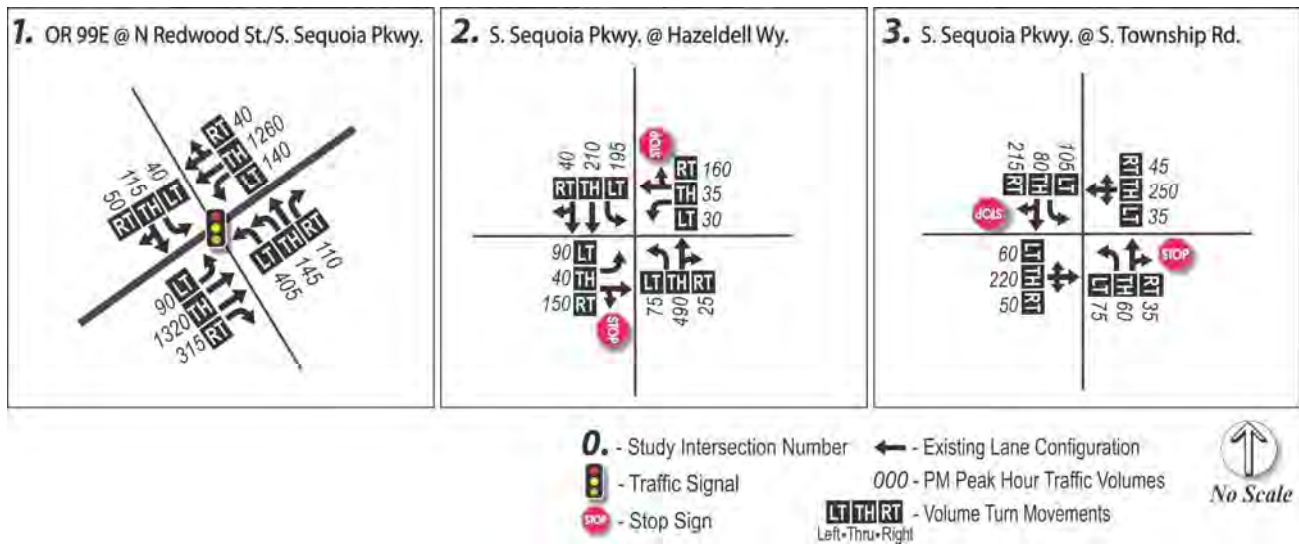 1. OR 99E @ N Redwood St./S. Sequoia Pkwy.
RT 40
TH 1260
LT 140
40 LT
115 TH
50 RT
LT 405
TH 145
RT 110
90 LT
1320 TH
315 RT
2. S. Sequoia Pkwy. @ Hazeldell Wy.
40 210 195
RT TH LT
STOP
RT 160
TH 35
LT 30
90 LT
40 TH
150 RT
STOP
LT TH RT
75 490 25
3. S. Sequoia Pkwy. @ S. Township Rd.
215 80 105
RT TH LT
STOP
RT 45
TH 250
LT 35
60 LT
220 TH
50 RT
STOP
LT TH RT
75 60 35
0. - Study Intersection Number
- Traffic Signal
STOP - Stop Sign
- Existing Lane Configuration
000 - PM Peak Hour Traffic Volumes
LT TH RT - Volume Turn Movements
Left•Thru•Right
No Scale